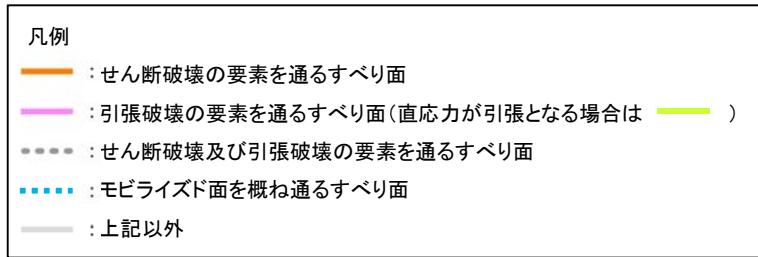 凡例
：せん断破壊の要素を通るすべり面
：引張破壊の要素を通るすべり面（直応力が引張となる場合は　　　）
：せん断破壊及び引張破壊の要素を通るすべり面
：モビライズド面を概ね通るすべり面
：上記以外